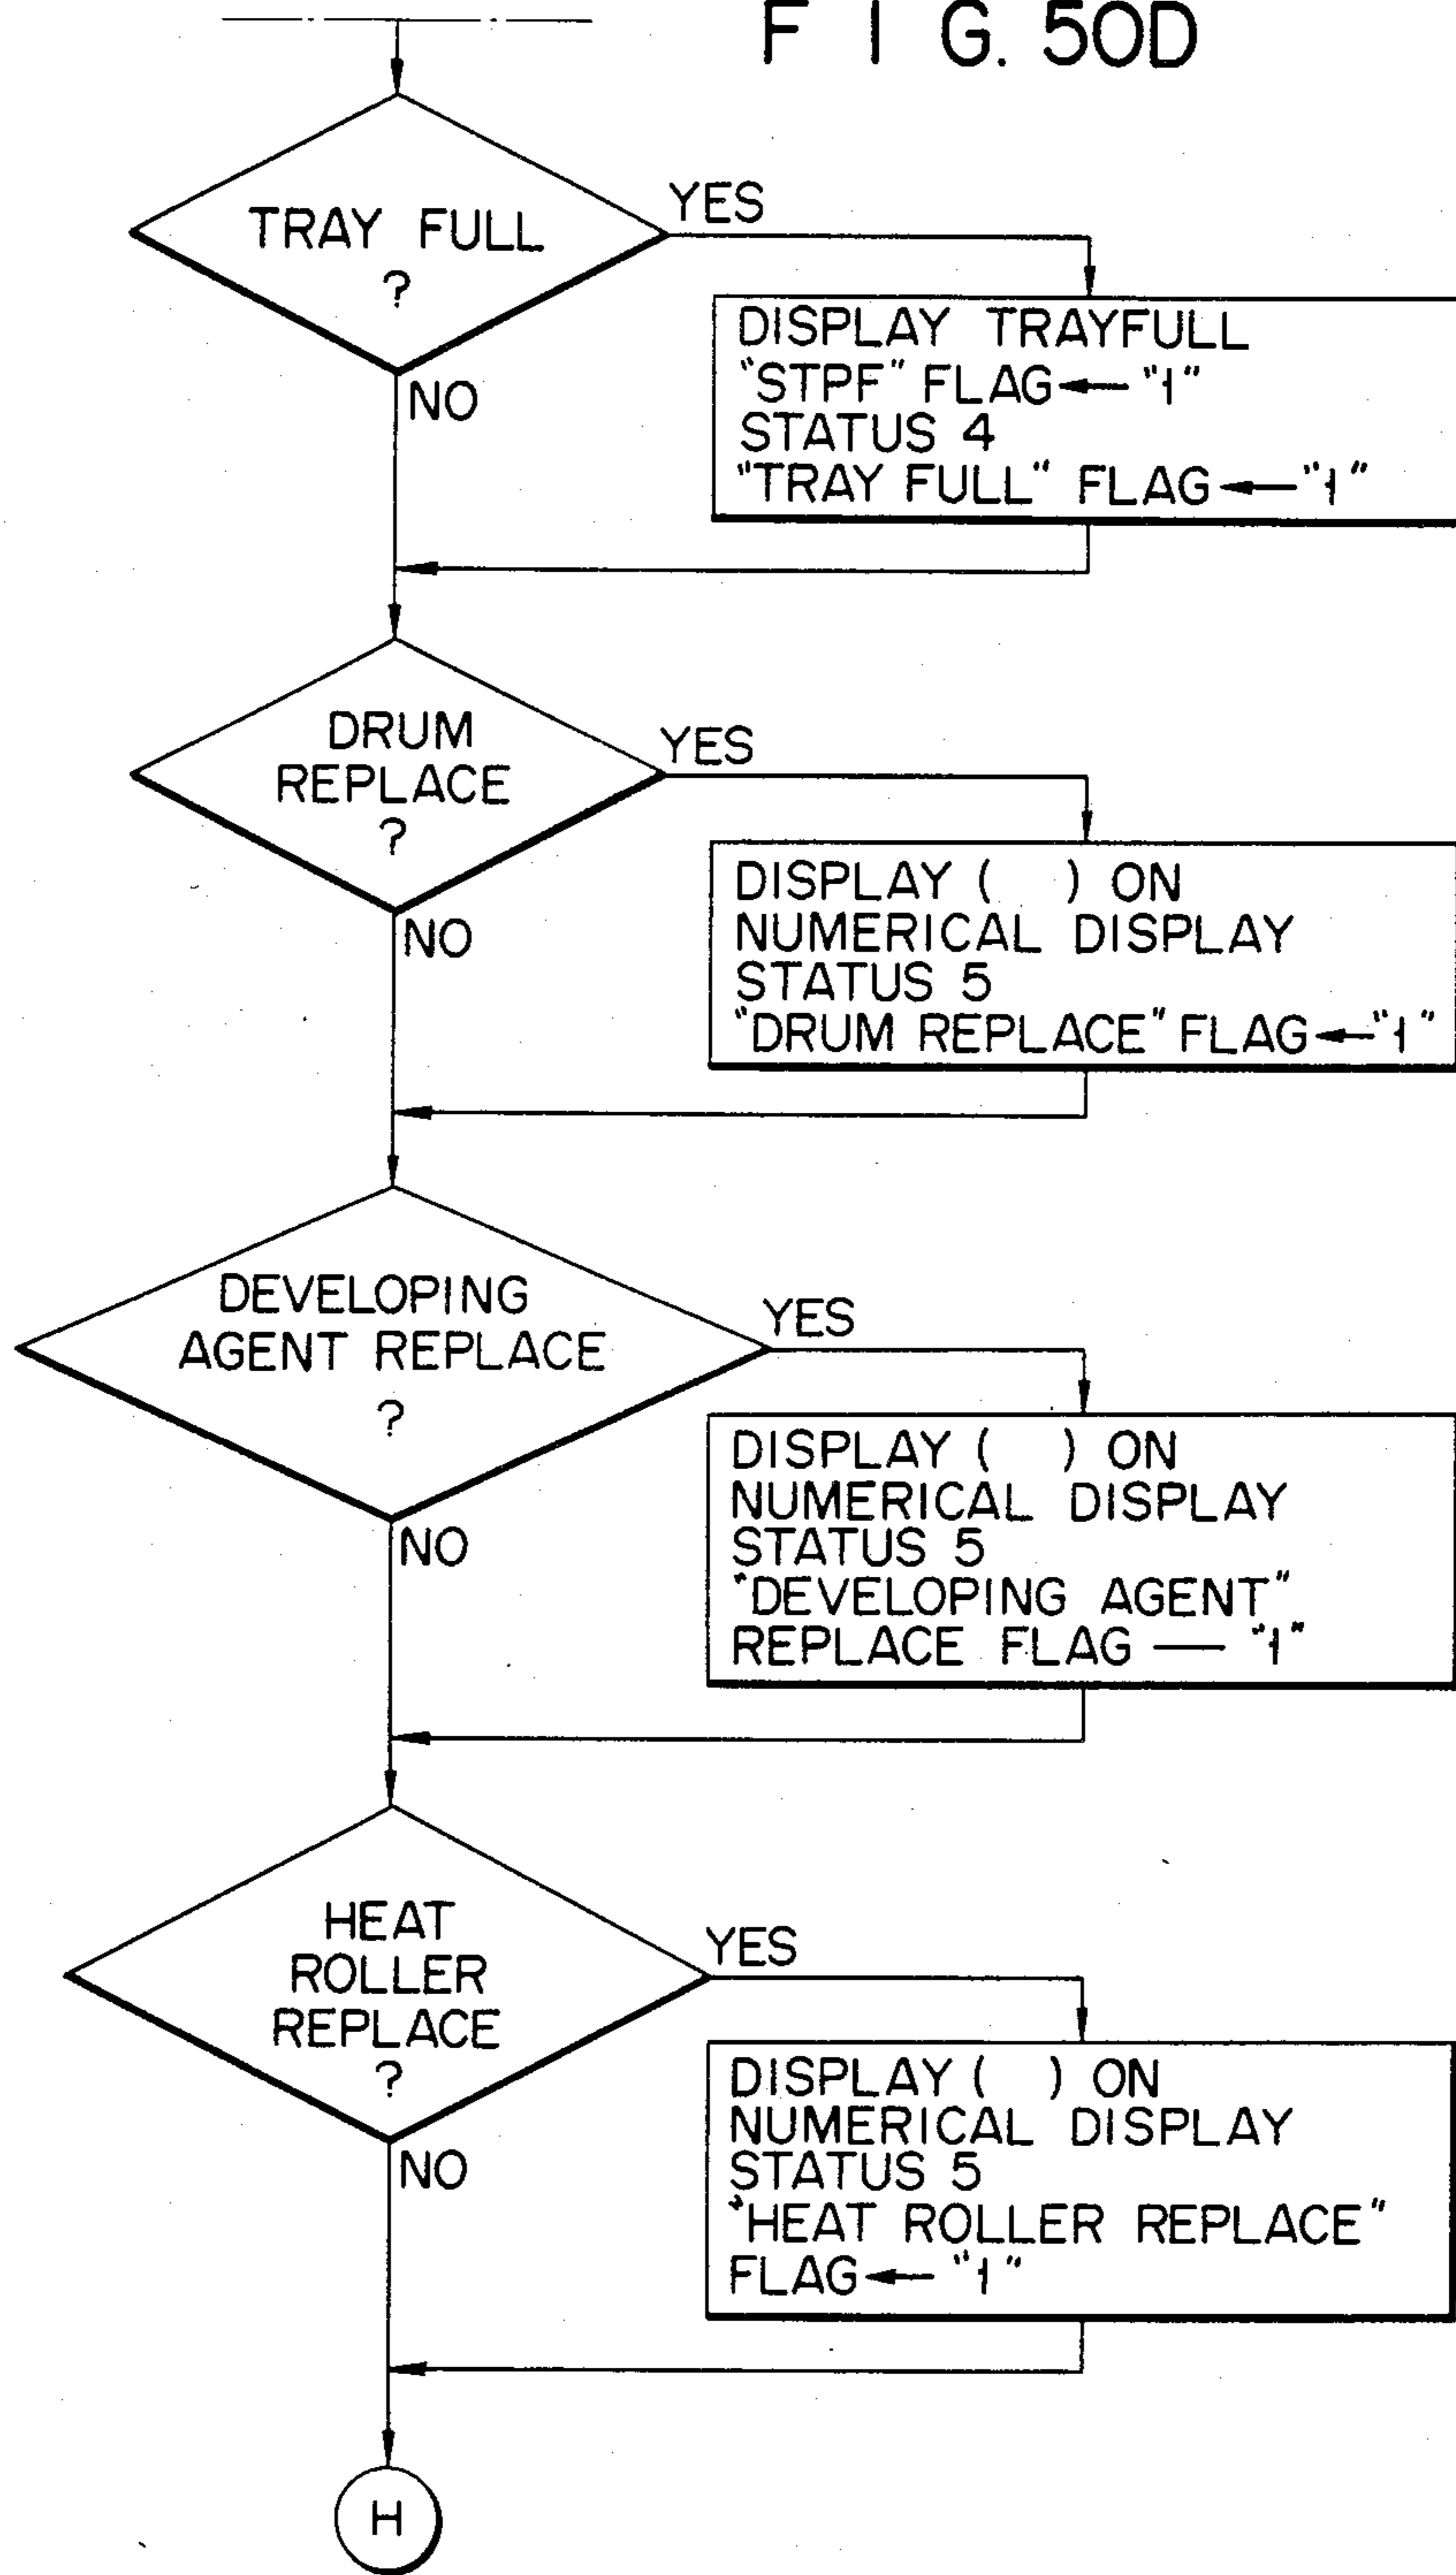 F I G. 50D
TRAY FULL
?
YES
NO
DISPLAY TRAYFULL
"STPF" FLAG ← "1"
STATUS 4
"TRAY FULL" FLAG ← "1"
DRUM
REPLACE
?
YES
NO
DISPLAY ( ) ON
NUMERICAL DISPLAY
STATUS 5
"DRUM REPLACE" FLAG ← "1"
DEVELOPING
AGENT REPLACE
?
YES
NO
DISPLAY ( ) ON
NUMERICAL DISPLAY
STATUS 5
"DEVELOPING AGENT"
REPLACE FLAG — "1"
HEAT
ROLLER
REPLACE
?
YES
NO
DISPLAY ( ) ON
NUMERICAL DISPLAY
STATUS 5
"HEAT ROLLER REPLACE"
FLAG ← "1"
H